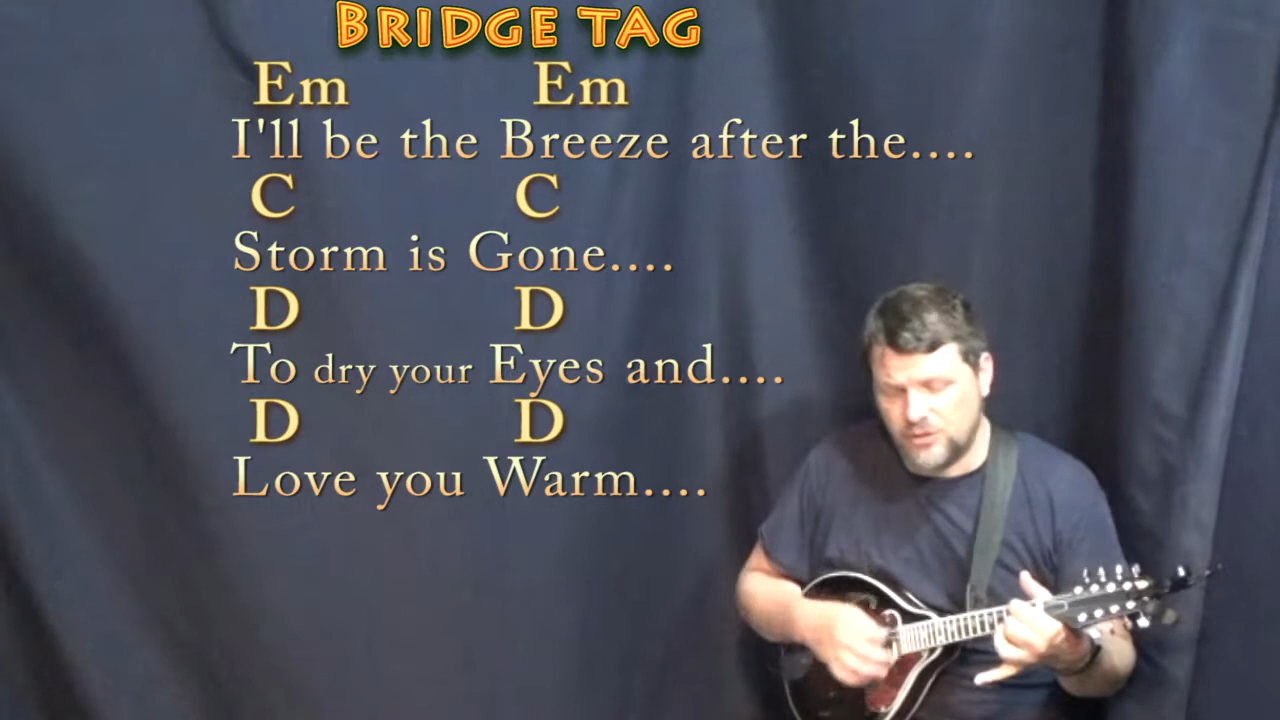 BRIDGE TAG
Em Em
I'll be the Breeze after the....
C C
Storm is Gone....
D D
To dry your Eyes and....
D D
Love you Warm....